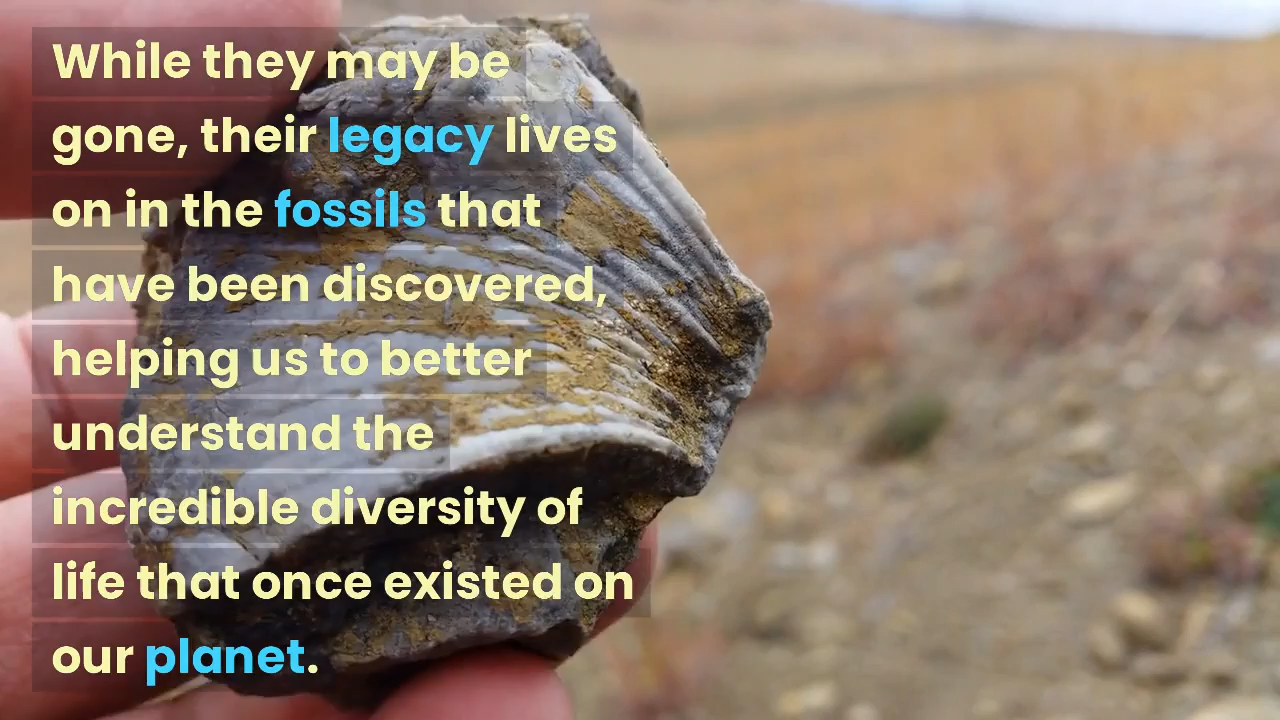 While they may be
gone, their legacy lives
on in the fossils that
have been discovered,
helping us to better
understand the
incredible diversity of
life that once existed on
our planet.